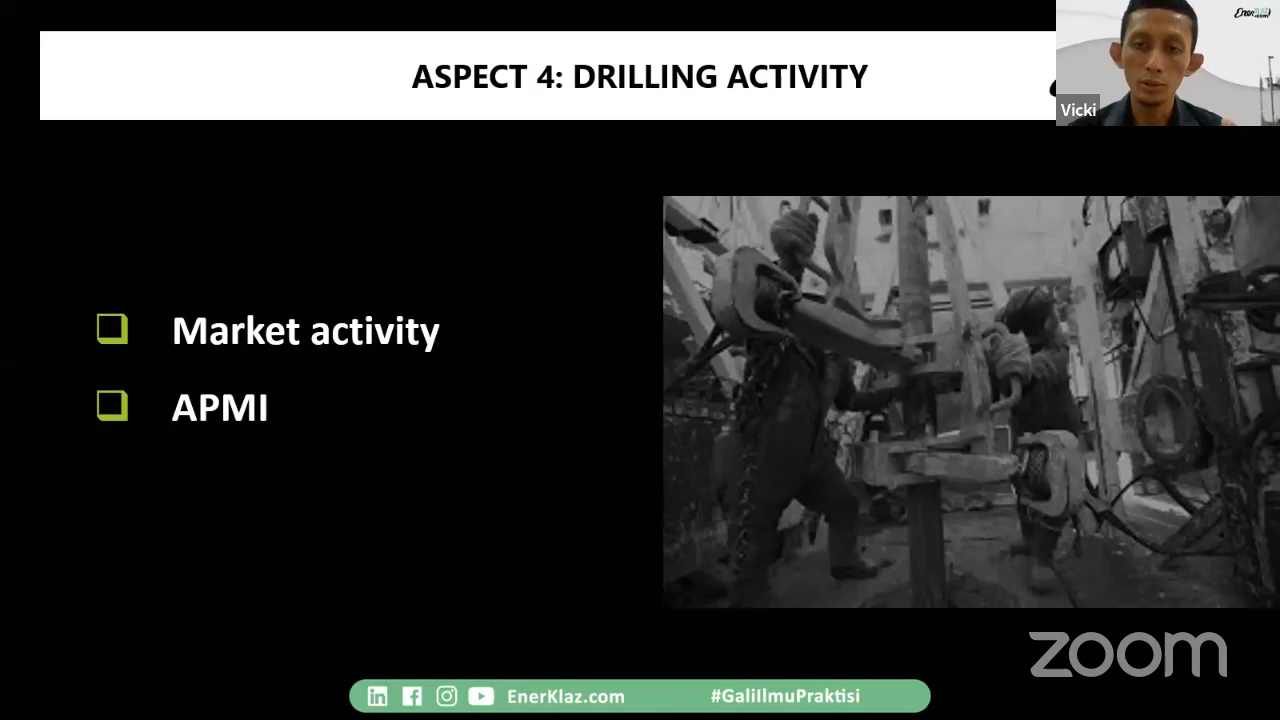 ASPECT 4: DRILLING ACTIVITY
Vicki
Market activity
APMI
zoom
EnerKlaz.com
#GaliIlmuPraktisi